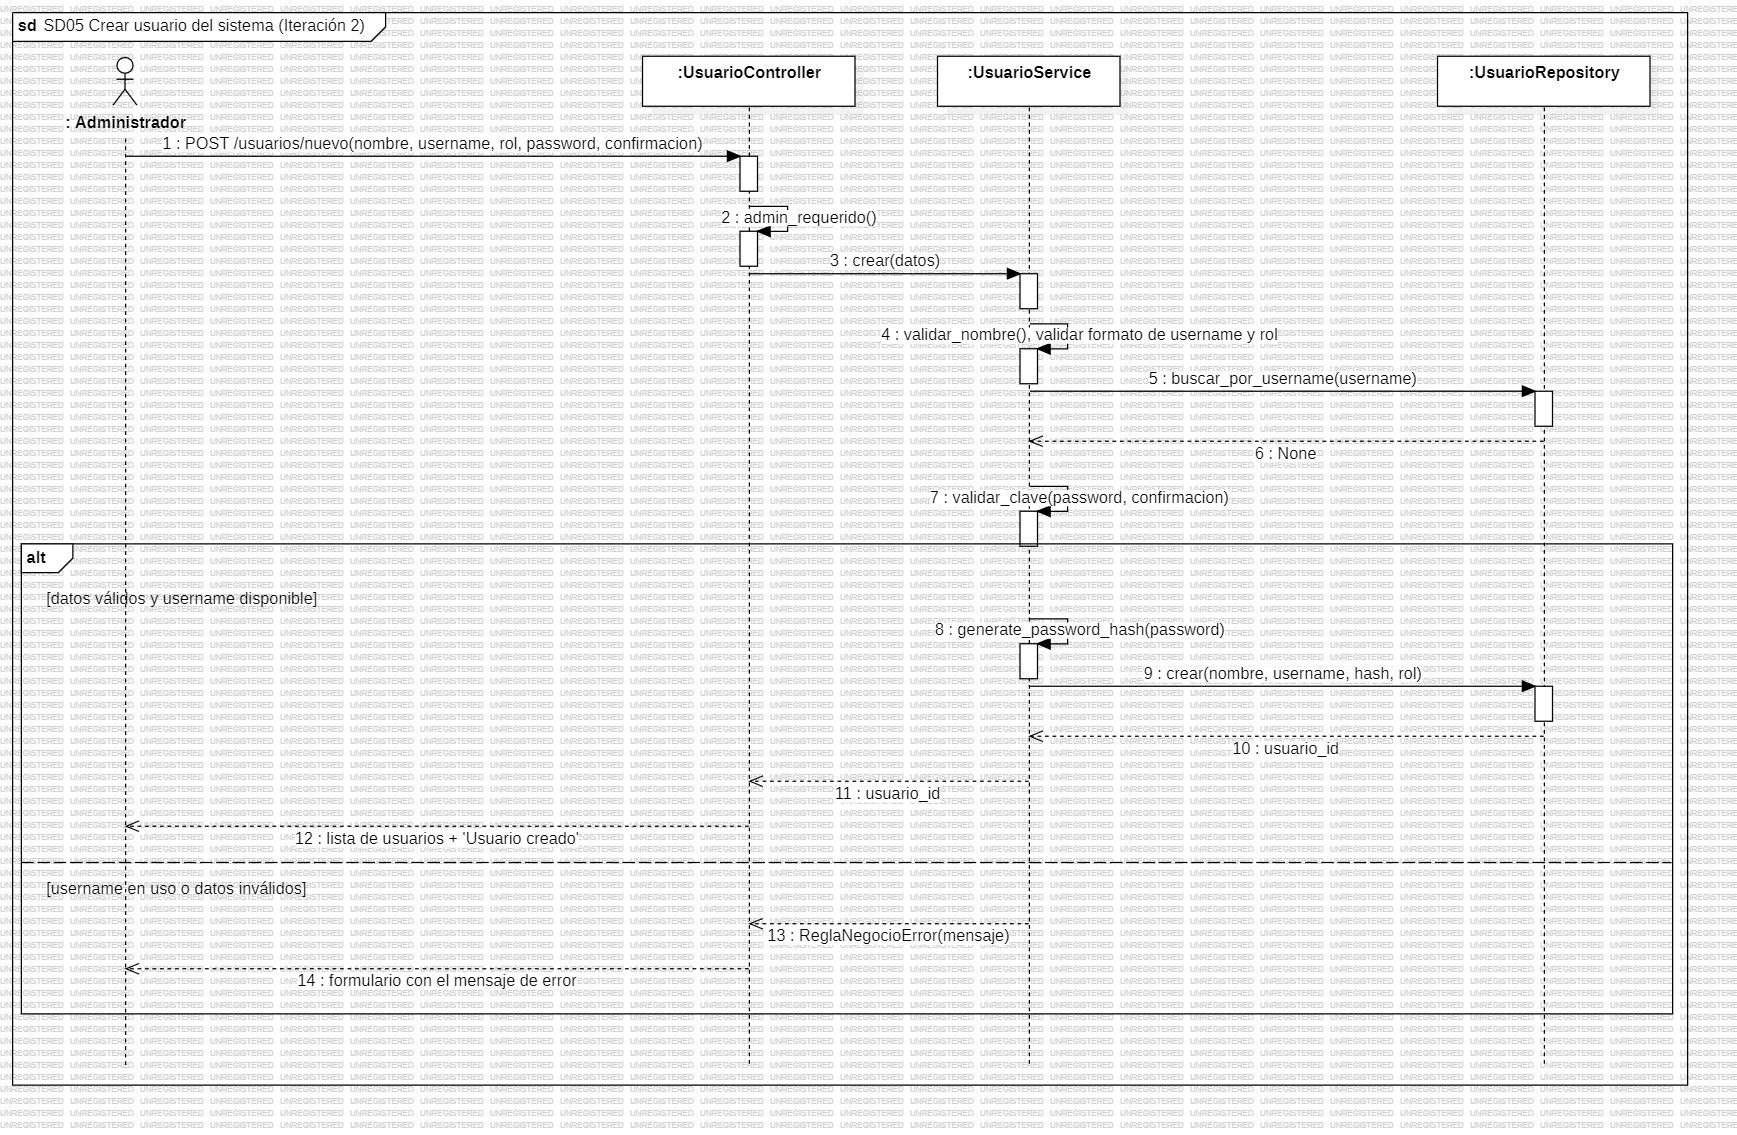 sd SD05 Crear usuario del sistema (Iteración 2)
:UsuarioController
:UsuarioService
:UsuarioRepository
: Administrador
1 : POST /usuarios/nuevo(nombre, username, rol, password, confirmacion)
2 : admin_requerido()
3 : crear(datos)
4 : validar_nombre(), validar formato de username y rol
5 : buscar_por_username(username)
6 : None
7 : validar_clave(password, confirmacion)
alt
[datos válidos y username disponible]
8 : generate_password_hash(password)
9 : crear(nombre, username, hash, rol)
10 : usuario_id
11 : usuario_id
12 : lista de usuarios + 'Usuario creado'
[username en uso o datos inválidos]
13 : ReglaNegocioError(mensaje)
14 : formulario con el mensaje de error
UNREGISTERED